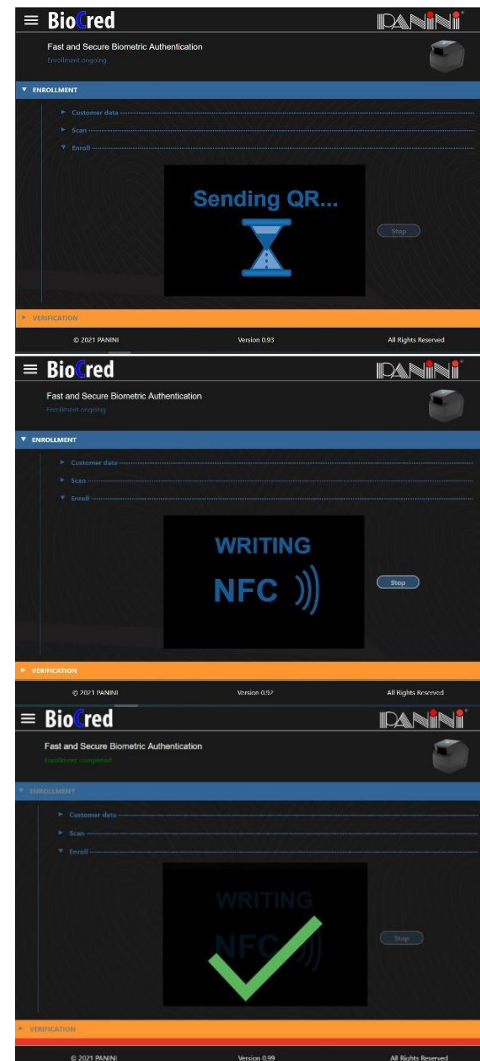 BioCred PANINI
Fast and Secure Biometric Authentication
Enrollment ongoing
ENROLLMENT
Customer data
Scan
Enroll
Sending QR...
Stop
VERIFICATION
© 2021 PANINI Version 0.93 All Rights Reserved
BioCred PANINI
Fast and Secure Biometric Authentication
Enrollment ongoing
ENROLLMENT
Customer data
Scan
Enroll
WRITING
NFC
Stop
VERIFICATION
© 2021 PANINI Version 0.97 All Rights Reserved
BioCred PANINI
Fast and Secure Biometric Authentication
Enrollment completed
ENROLLMENT
Customer data
Scan
Enroll
WRITING
NFC
Stop
VERIFICATION
© 2021 PANINI Version 0.99 All Rights Reserved